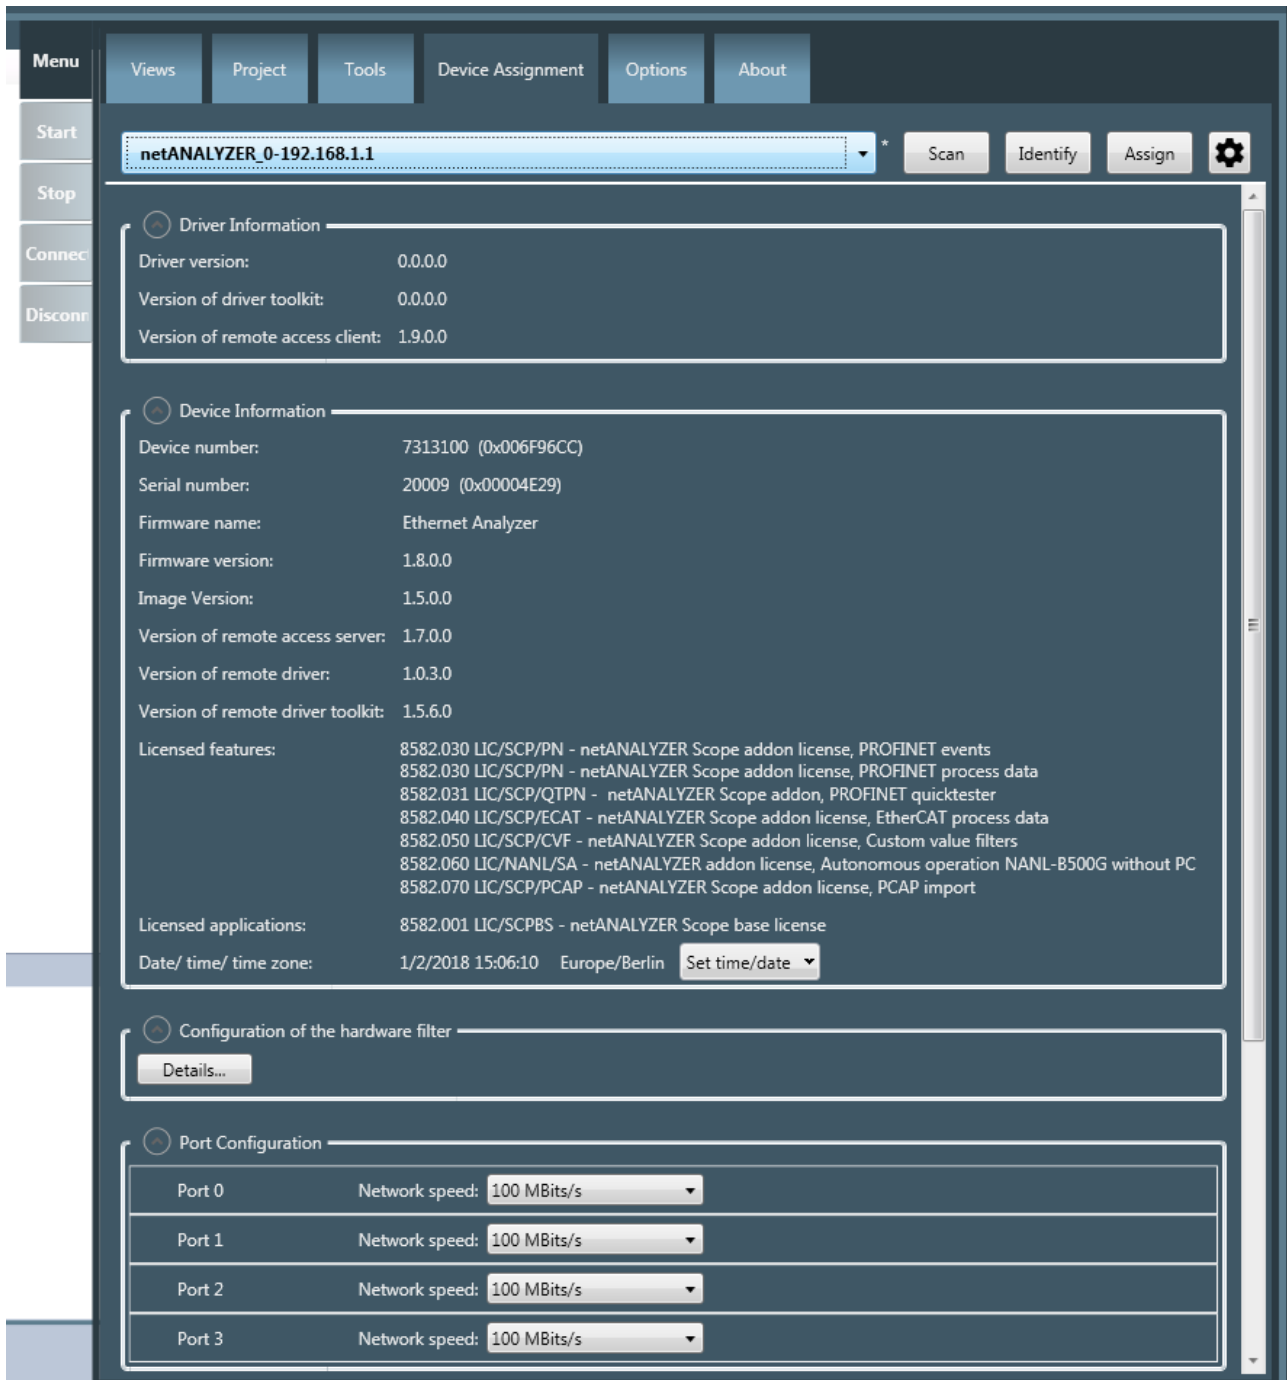 Menu
Views
Project
Tools
Device Assignment
Options
About
Start
Stop
Connec
Disconn
netANALYZER_0-192.168.1.1
*
Scan
Identify
Assign
Driver Information
Driver version: 0.0.0.0
Version of driver toolkit: 0.0.0.0
Version of remote access client: 1.9.0.0
Device Information
Device number: 7313100 (0x006F96CC)
Serial number: 20009 (0x00004E29)
Firmware name: Ethernet Analyzer
Firmware version: 1.8.0.0
Image Version: 1.5.0.0
Version of remote access server: 1.7.0.0
Version of remote driver: 1.0.3.0
Version of remote driver toolkit: 1.5.6.0
Licensed features: 8582.030 LIC/SCP/PN - netANALYZER Scope addon license, PROFINET events
8582.030 LIC/SCP/PN - netANALYZER Scope addon license, PROFINET process data
8582.031 LIC/SCP/QTPN - netANALYZER Scope addon, PROFINET quicktester
8582.040 LIC/SCP/ECAT - netANALYZER Scope addon license, EtherCAT process data
8582.050 LIC/SCP/CVF - netANALYZER Scope addon license, Custom value filters
8582.060 LIC/NANL/SA - netANALYZER addon license, Autonomous operation NANL-B500G without PC
8582.070 LIC/SCP/PCAP - netANALYZER Scope addon license, PCAP import
Licensed applications: 8582.001 LIC/SCPBS - netANALYZER Scope base license
Date/ time/ time zone: 1/2/2018 15:06:10 Europe/Berlin Set time/date
Configuration of the hardware filter
Details...
Port Configuration
Port 0 Network speed: 100 MBits/s
Port 1 Network speed: 100 MBits/s
Port 2 Network speed: 100 MBits/s
Port 3 Network speed: 100 MBits/s